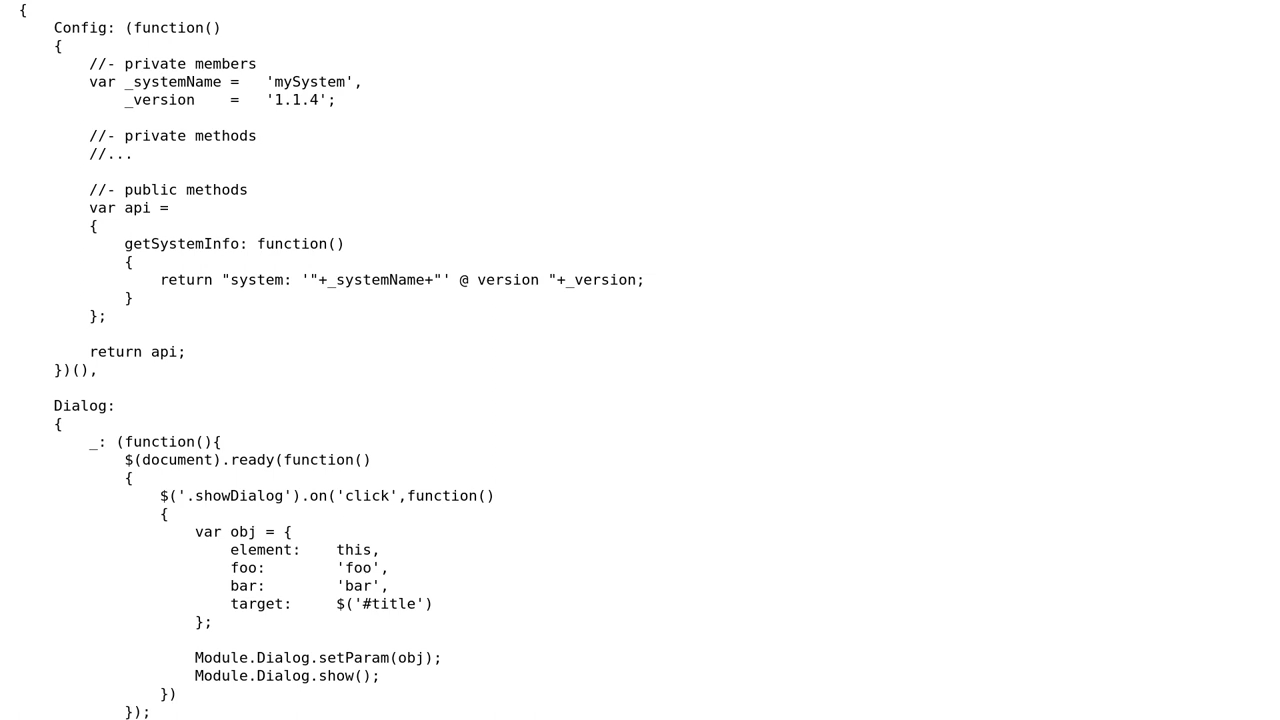 {
    Config: (function()
    {
        //- private members
        var _systemName =   'mySystem',
            _version    =   '1.1.4';

        //- private methods
        //...

        //- public methods
        var api =
        {
            getSystemInfo: function()
            {
                return "system: '"+_systemName+"' @ version "+_version;
            }
        };

        return api;
    })(),

    Dialog:
    {
        _: (function(){
            $(document).ready(function()
            {
                $('.showDialog').on('click',function()
                {
                    var obj = {
                        element:    this,
                        foo:        'foo',
                        bar:        'bar',
                        target:     $('#title')
                    };

                    Module.Dialog.setParam(obj);
                    Module.Dialog.show();
                })
            });